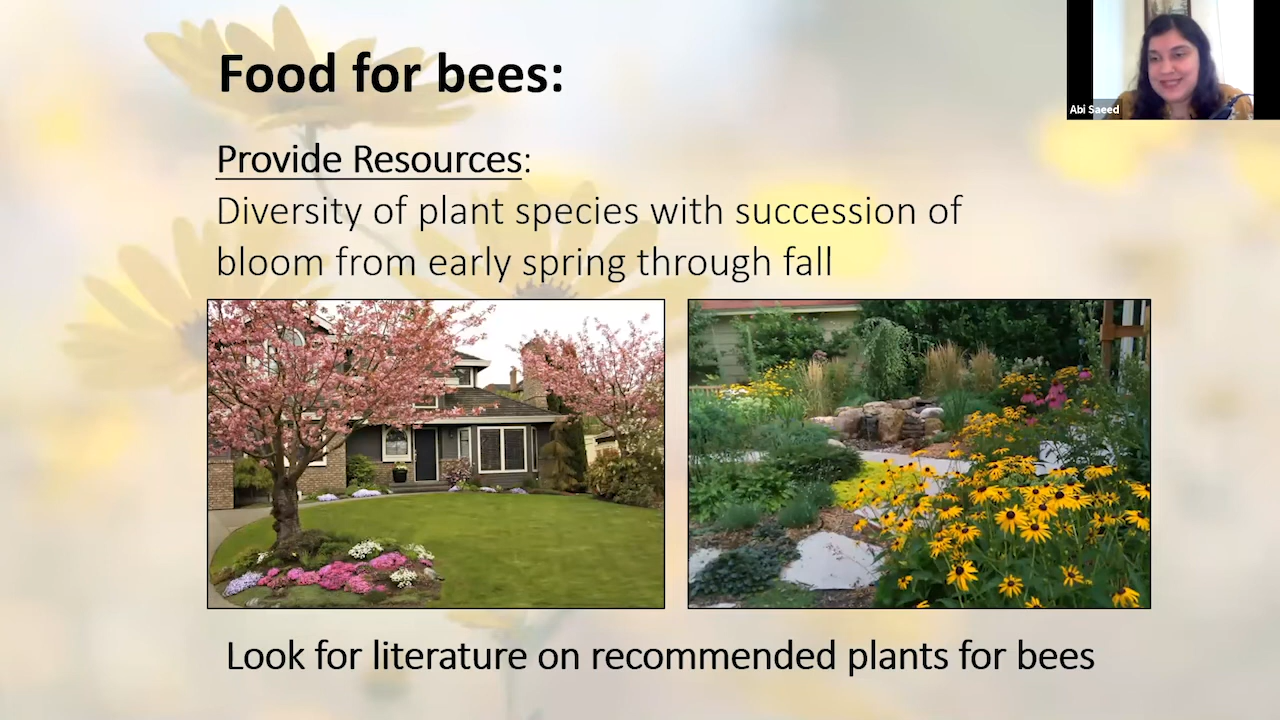 Food for bees:
Abi Saeed
Provide Resources:
Diversity of plant species with succession of
bloom from early spring through fall
Look for literature on recommended plants for bees